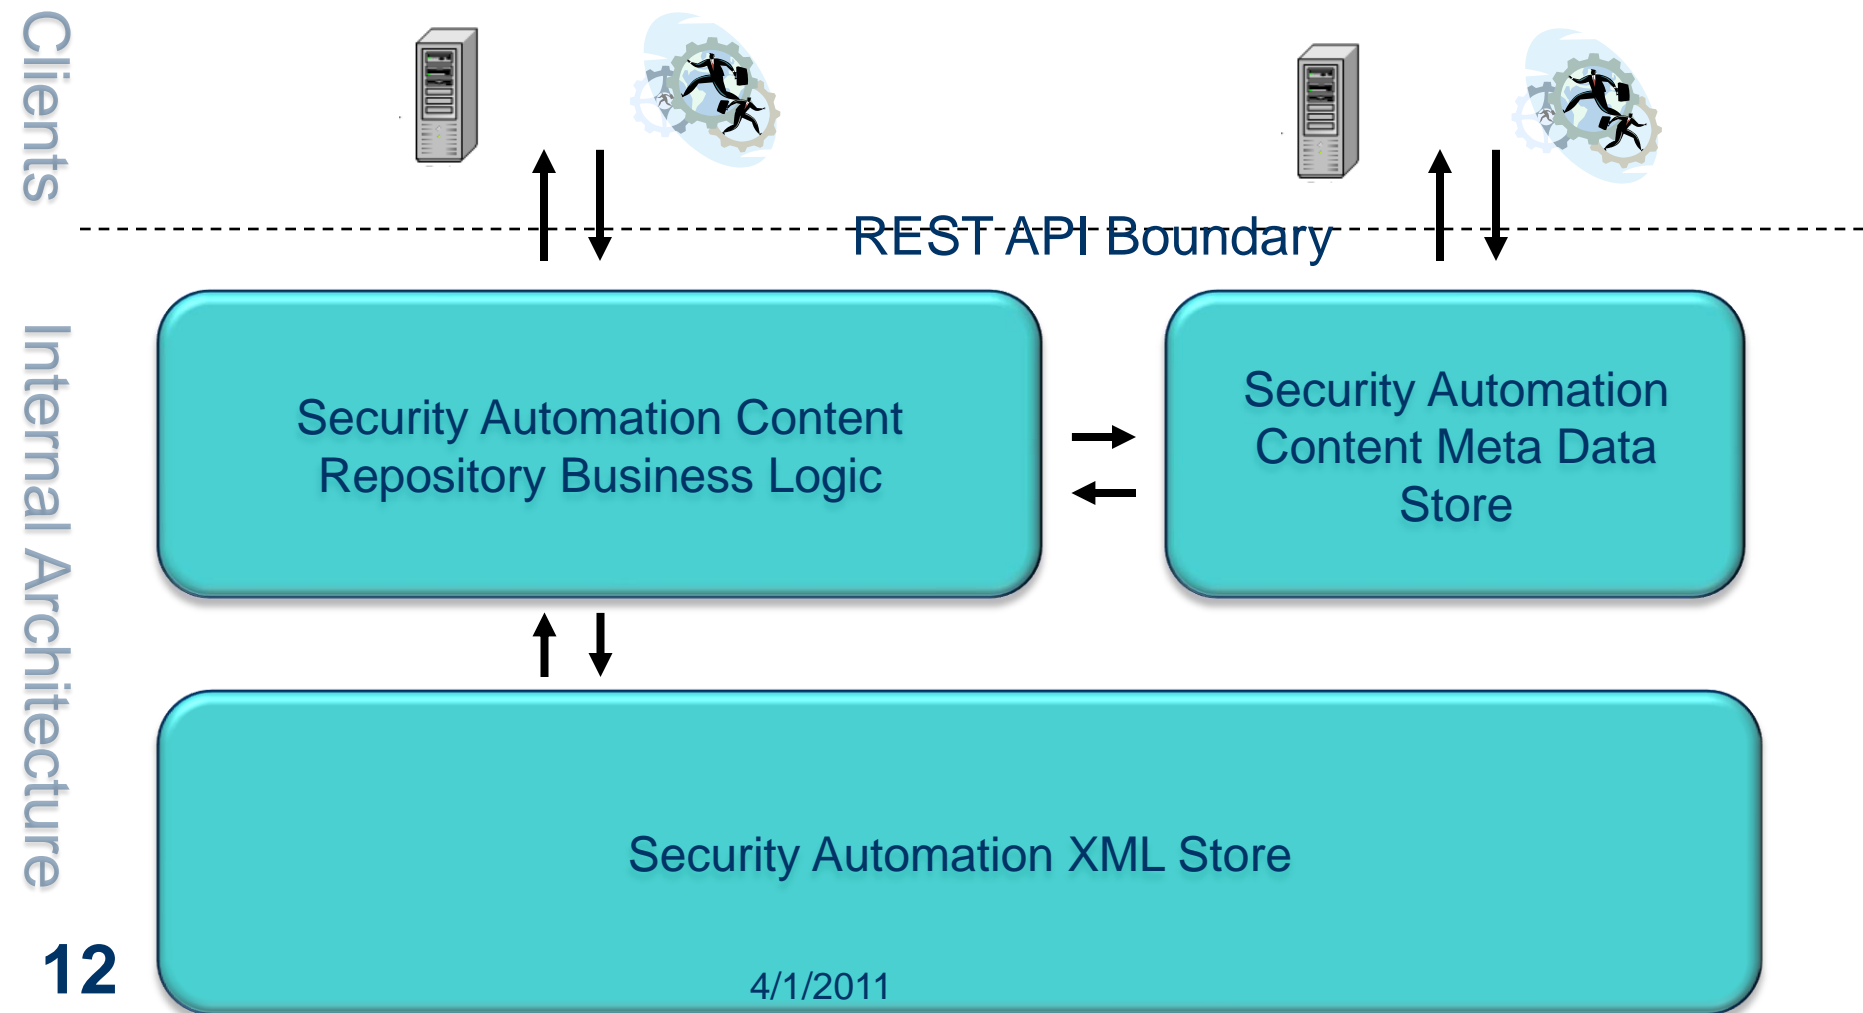 Clients
REST API Boundary
Internal Architecture
Security Automation Content
Repository Business Logic
Security Automation
Content Meta Data
Store
Security Automation XML Store
12
4/1/2011